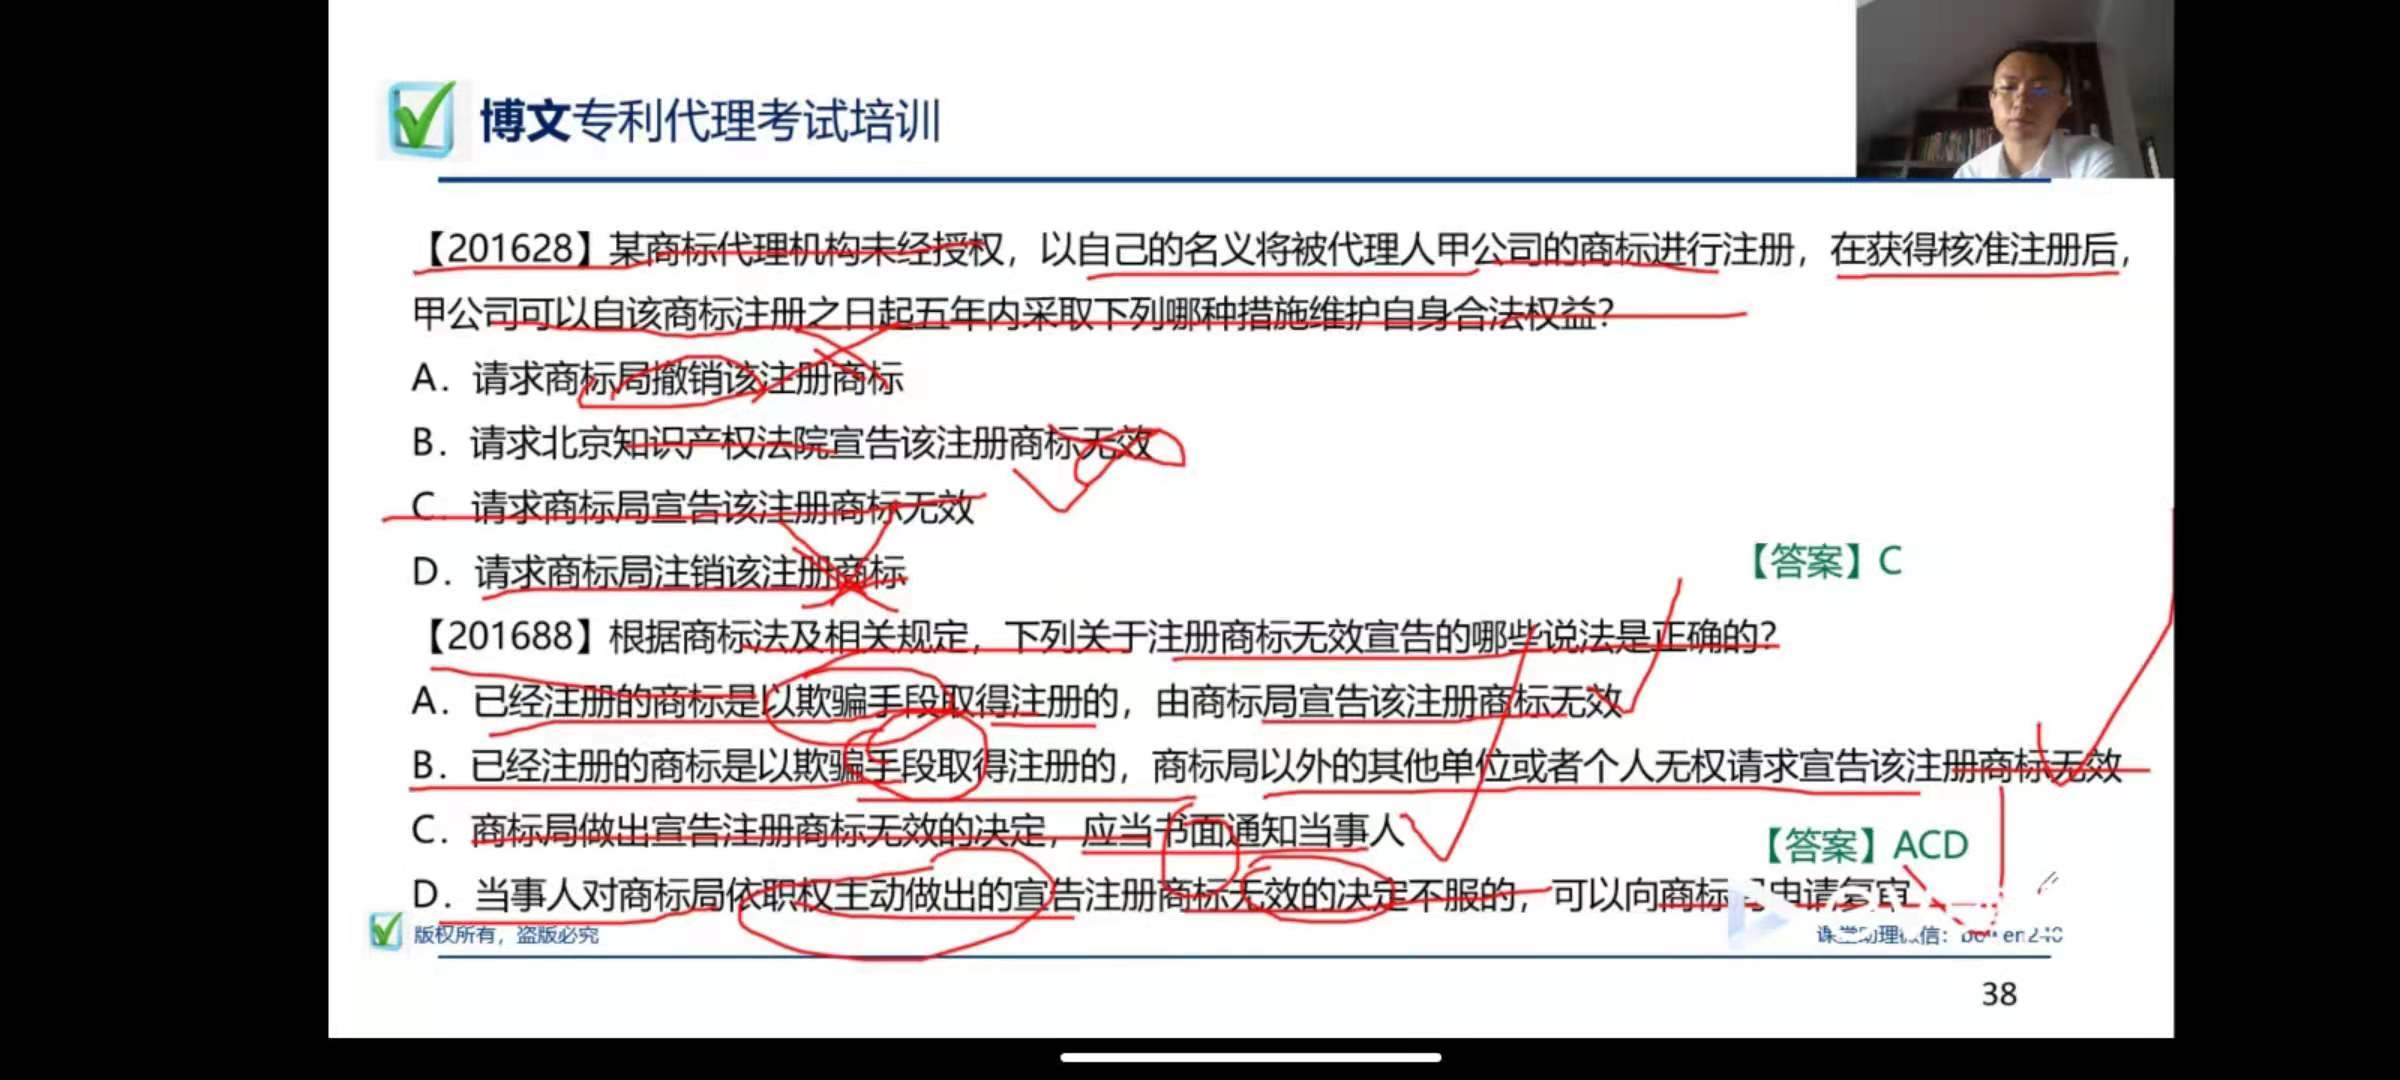 博文专利代理考试培训
【201628】某商标代理机构未经授权，以自己的名义将被代理人甲公司的商标进行注册，在获得核准注册后，
甲公司可以自该商标注册之日起五年内采取下列哪种措施维护自身合法权益？
A．请求商标局撤销该注册商标
B．请求北京知识产权法院宣告该注册商标无效
C．请求商标局宣告该注册商标无效
D．请求商标局注销该注册商标
【答案】C
【201688】根据商标法及相关规定，下列关于注册商标无效宣告的哪些说法是正确的？
A．已经注册的商标是以欺骗手段取得注册的，由商标局宣告该注册商标无效
B．已经注册的商标是以欺骗手段取得注册的，商标局以外的其他单位或者个人无权请求宣告该注册商标无效
C．商标局做出宣告注册商标无效的决定，应当书面通知当事人
【答案】ACD
D．当事人对商标局依职权主动做出的宣告注册商标无效的决定不服的，可以向商标局申请复审
版权所有，盗版必究
课堂助理微信：
38